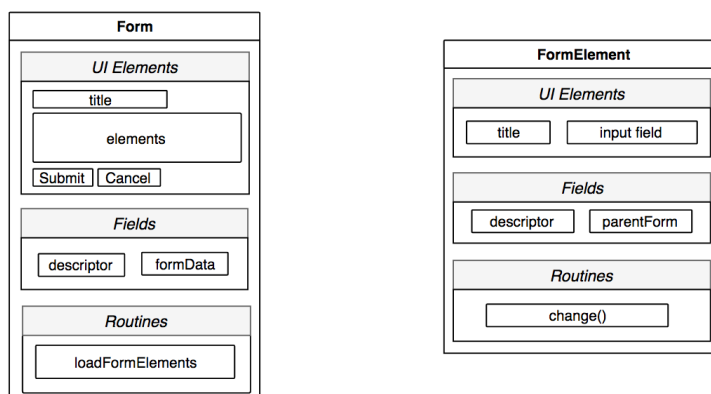 Form
UI Elements
title
elements
Submit Cancel
Fields
descriptor formData
Routines
loadFormElements
FormElement
UI Elements
title input field
Fields
descriptor parentForm
Routines
change()